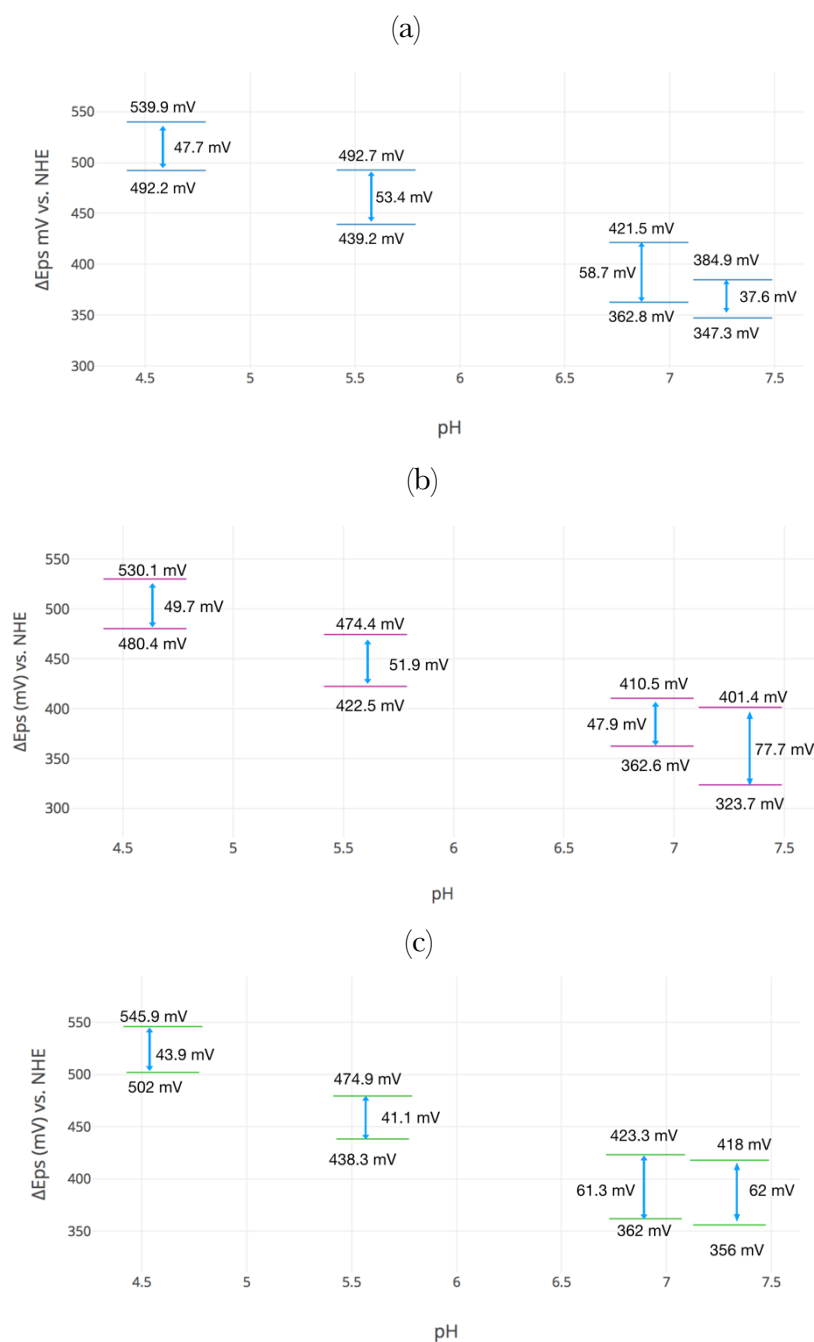 (a)
550
500
450
400
350
300
ΔEps mV vs. NHE
539.9 mV
47.7 mV
492.2 mV
492.7 mV
53.4 mV
439.2 mV
421.5 mV
58.7 mV
362.8 mV
384.9 mV
37.6 mV
347.3 mV
4.5 5 5.5 6 6.5 7 7.5
pH
(b)
550
500
450
400
350
300
ΔEps (mV) vs. NHE
530.1 mV
49.7 mV
480.4 mV
474.4 mV
51.9 mV
422.5 mV
410.5 mV
47.9 mV
362.6 mV
401.4 mV
77.7 mV
323.7 mV
4.5 5 5.5 6 6.5 7 7.5
pH
(c)
550
500
450
400
350
ΔEps (mV) vs. NHE
545.9 mV
43.9 mV
502 mV
474.9 mV
41.1 mV
438.3 mV
423.3 mV
61.3 mV
362 mV
418 mV
62 mV
356 mV
4.5 5 5.5 6 6.5 7 7.5
pH